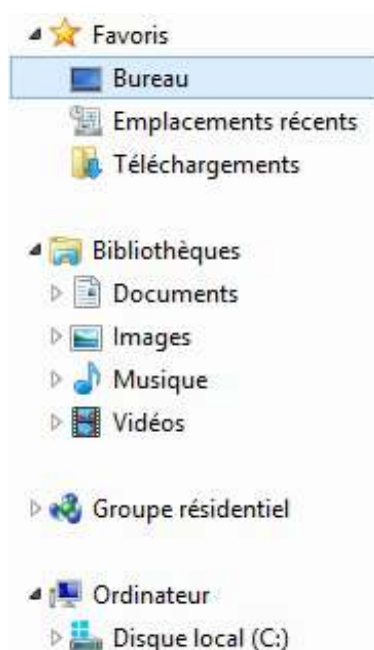 Favoris
Bureau
Emplacements récents
Téléchargements
Bibliothèques
Documents
Images
Musique
Vidéos
Groupe résidentiel
Ordinateur
Disque local (C:)